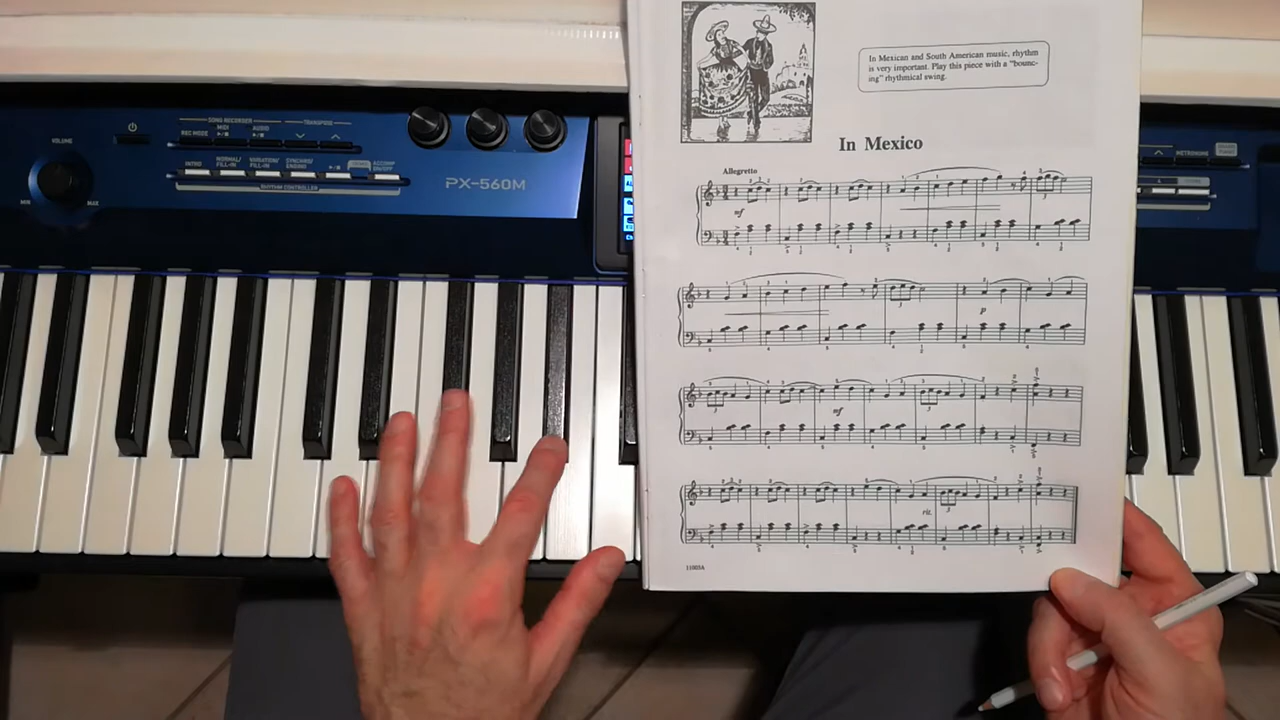 In Mexican and South American music, rhythm
is very important. Play this piece with a "bounc-
ing" rhythmical swing.
In Mexico
Allegretto
mf
p
mf
rit.
11003A
SONG RECORDER
TRANSPOSE
REC MODE
MIDI
AUDIO
VOLUME
MIN
MAX
INTRO
NORMAL/
FILL-IN
VARIATION/
FILL-IN
SYNCHRO/
ENDING
ACCOMP
ON/OFF
RHYTHM CONTROLLER
PX-560M
METRONOME